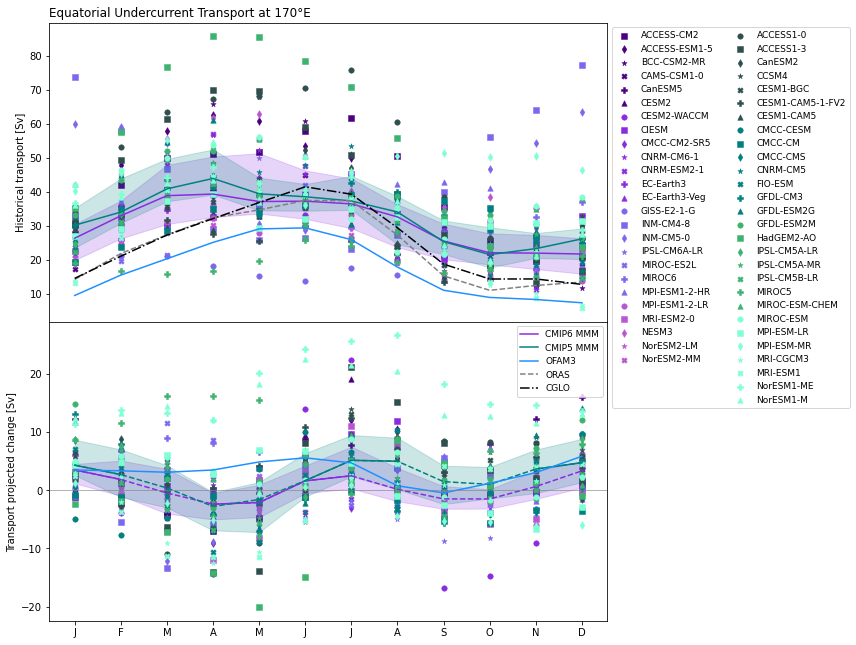 Equatorial Undercurrent Transport at 170°E
Historical transport [Sv]
80
70
60
50
40
30
20
10
Transport projected change [Sv]
20
10
0
−10
−20
J F M A M J J A S O N D
CMIP6 MMM
CMIP5 MMM
OFAM3
ORAS
CGLO
ACCESS-CM2
ACCESS-ESM1-5
BCC-CSM2-MR
CAMS-CSM1-0
CanESM5
CESM2
CESM2-WACCM
CIESM
CMCC-CM2-SR5
CNRM-CM6-1
CNRM-ESM2-1
EC-Earth3
EC-Earth3-Veg
GISS-E2-1-G
INM-CM4-8
INM-CM5-0
IPSL-CM6A-LR
MIROC-ES2L
MIROC6
MPI-ESM1-2-HR
MPI-ESM1-2-LR
MRI-ESM2-0
NESM3
NorESM2-LM
NorESM2-MM
ACCESS1-0
ACCESS1-3
CanESM2
CCSM4
CESM1-BGC
CESM1-CAM5-1-FV2
CESM1-CAM5
CMCC-CESM
CMCC-CM
CMCC-CMS
CNRM-CM5
FIO-ESM
GFDL-CM3
GFDL-ESM2G
GFDL-ESM2M
HadGEM2-AO
IPSL-CM5A-LR
IPSL-CM5A-MR
IPSL-CM5B-LR
MIROC5
MIROC-ESM-CHEM
MIROC-ESM
MPI-ESM-LR
MPI-ESM-MR
MRI-CGCM3
MRI-ESM1
NorESM1-ME
NorESM1-M